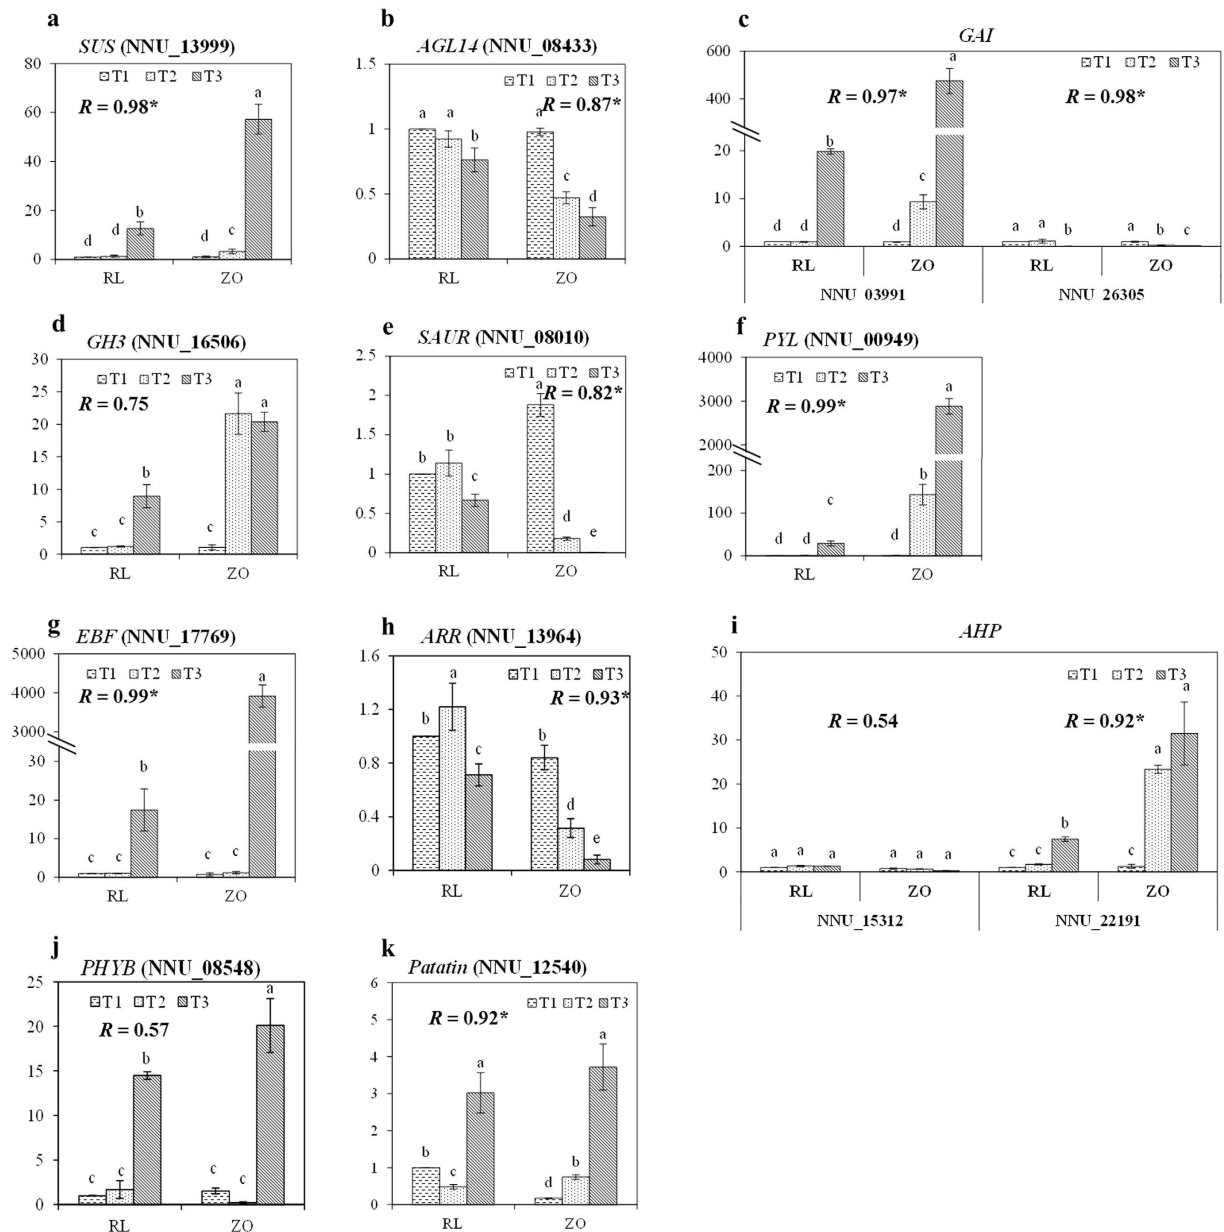 a
SUS (NNU_13999)
T1 T2 T3
R = 0.98*
80
60
40
20
0
d d b d c a
RL ZO
b
AGL14 (NNU_08433)
T1 T2 T3
R = 0.87*
1.5
1
0.5
0
a a b a c d
RL ZO
c
GAI
T1 T2 T3
R = 0.97* R = 0.98*
600
400
20
10
0
d d b d c a a a b a b c
RL ZO RL ZO
NNU_03991 NNU_26305
d
GH3 (NNU_16506)
T1 T2 T3
R = 0.75
30
25
20
15
10
5
0
c c b c a a
RL ZO
e
SAUR (NNU_08010)
T1 T2 T3
R = 0.82*
2.5
2
1.5
1
0.5
0
b b c a d e
RL ZO
f
PYL (NNU_00949)
T1 T2 T3
R = 0.99*
4000
3000
2000
200
100
0
d d c d b a
RL ZO
g
EBF (NNU_17769)
T1 T2 T3
R = 0.99*
5000
4000
3000
20
10
0
c c b c c a
RL ZO
h
ARR (NNU_13964)
T1 T2 T3
R = 0.93*
1.6
1.2
0.8
0.4
0
b a c b d e
RL ZO
i
AHP
T1 T2 T3
R = 0.54 R = 0.92*
50
40
30
20
10
0
a a a a a a c c b c a a
RL ZO RL ZO
NNU_15312 NNU_22191
j
PHYB (NNU_08548)
T1 T2 T3
R = 0.57
25
20
15
10
5
0
c c b c c a
RL ZO
k
Patatin (NNU_12540)
T1 T2 T3
R = 0.92*
6
5
4
3
2
1
0
b c a d b a
RL ZO